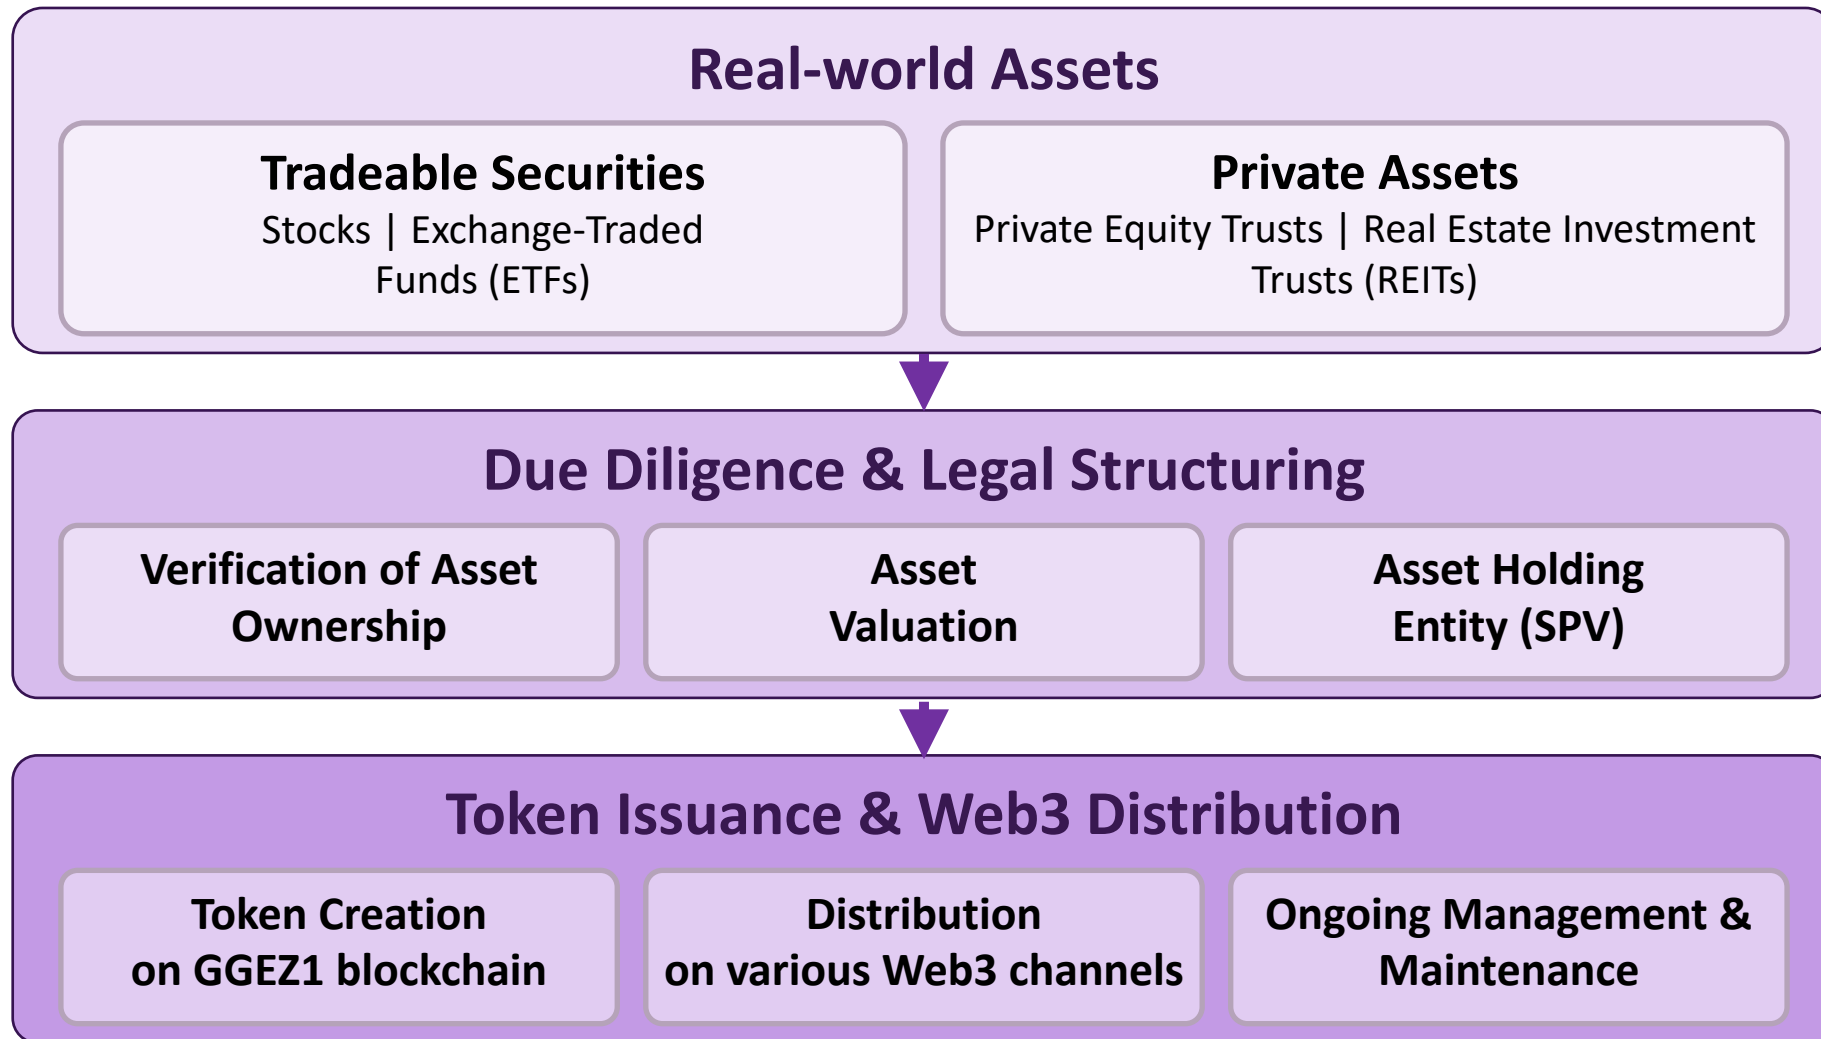 Real-world Assets
Tradeable Securities
Stocks | Exchange-Traded
Funds (ETFs)
Private Assets
Private Equity Trusts | Real Estate Investment
Trusts (REITs)
Due Diligence & Legal Structuring
Verification of Asset
Ownership
Asset
Valuation
Asset Holding
Entity (SPV)
Token Issuance & Web3 Distribution
Token Creation
on GGEZ1 blockchain
Distribution
on various Web3 channels
Ongoing Management &
Maintenance